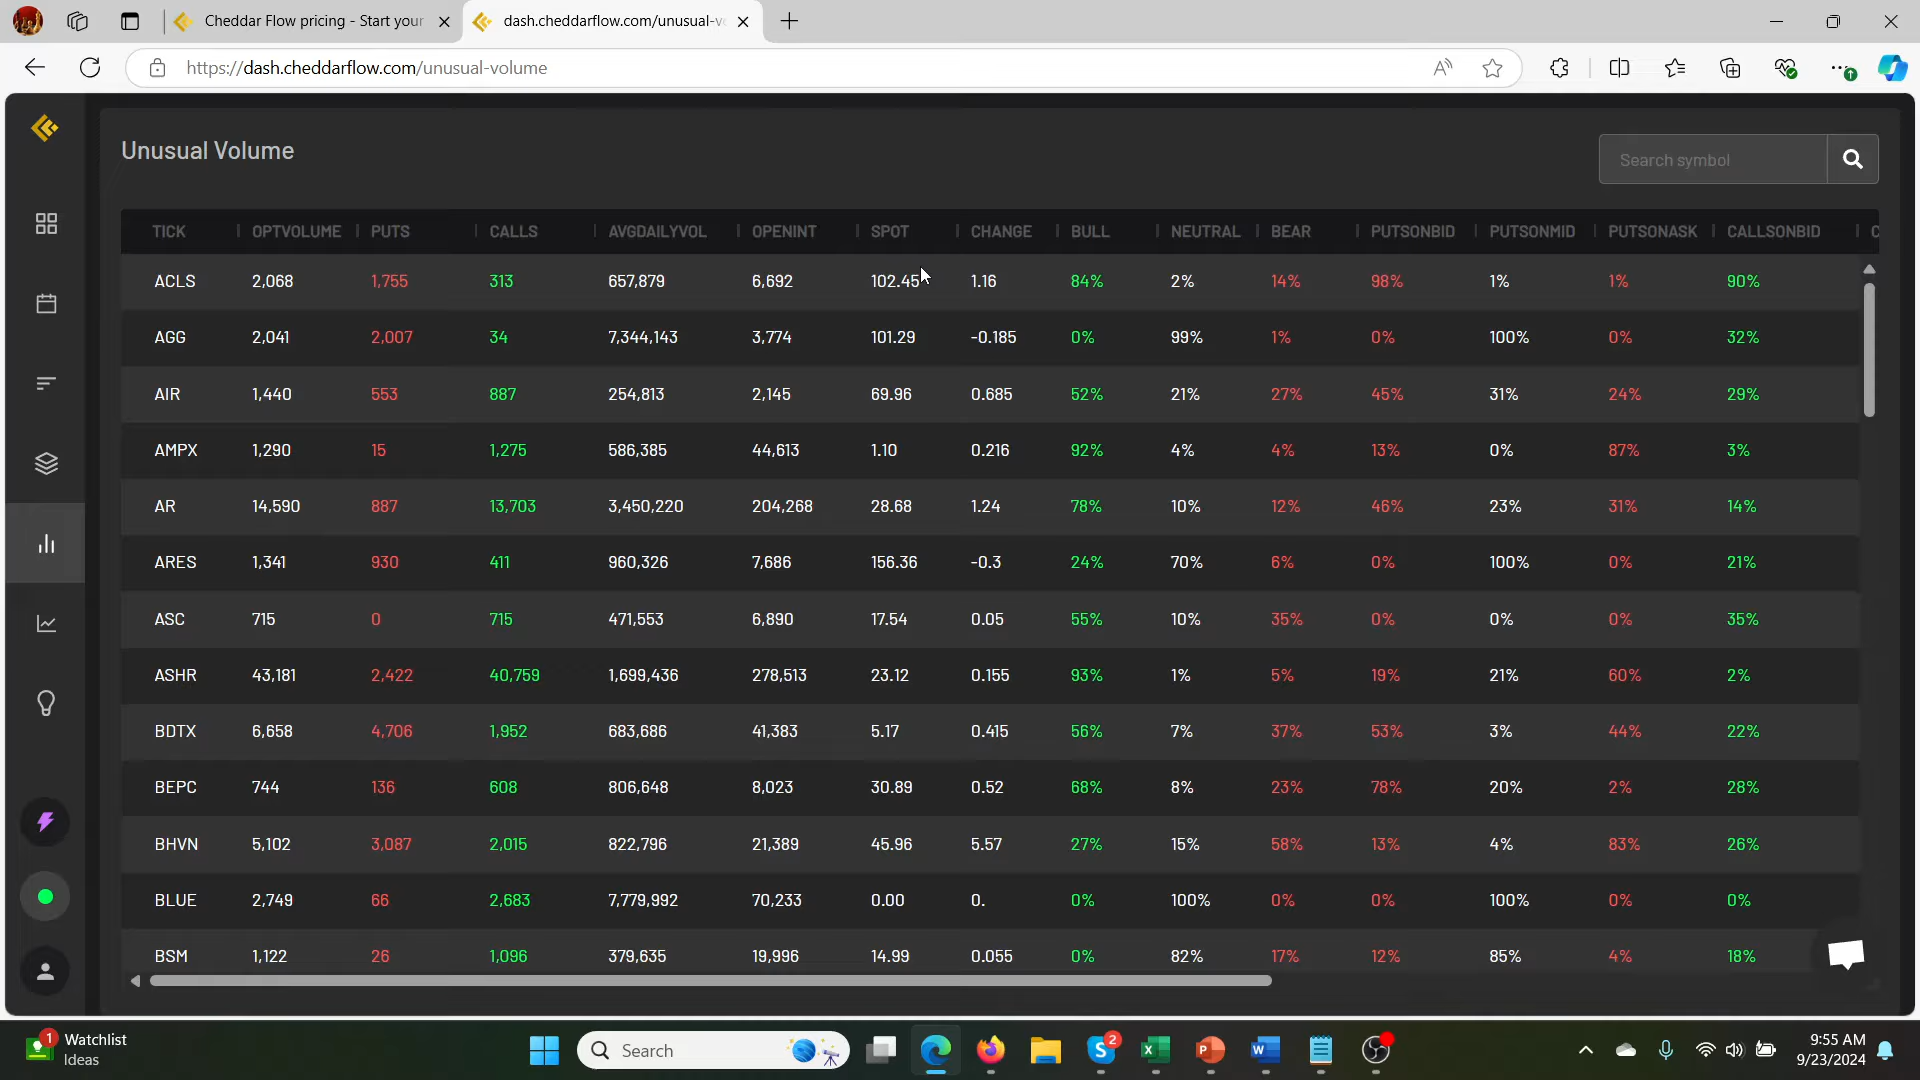 Cheddar Flow pricing - Start your
dash.cheddarflow.com/unusual-v
https://dash.cheddarflow.com/unusual-volume
Unusual Volume
Search symbol
TICK OPTVOLUME PUTS CALLS AVGDAILYVOL OPENINT SPOT CHANGE BULL NEUTRAL BEAR PUTSONBID PUTSONMID PUTSONASK CALLSONBID C
ACLS 2,068 1,755 313 657,879 6,692 102.45 1.16 84% 2% 14% 98% 1% 1% 90%
AGG 2,041 2,007 34 7,344,143 3,774 101.29 -0.185 0% 99% 1% 0% 100% 0% 32%
AIR 1,440 553 887 254,813 2,145 69.96 0.685 52% 21% 27% 45% 31% 24% 29%
AMPX 1,290 15 1,275 586,385 44,613 1.10 0.216 92% 4% 4% 13% 0% 87% 3%
AR 14,590 887 13,703 3,450,220 204,268 28.68 1.24 78% 10% 12% 46% 23% 31% 14%
ARES 1,341 930 411 960,326 7,686 156.36 -0.3 24% 70% 6% 0% 100% 0% 21%
ASC 715 0 715 471,553 6,890 17.54 0.05 55% 10% 35% 0% 0% 0% 35%
ASHR 43,181 2,422 40,759 1,699,436 278,513 23.12 0.155 93% 1% 5% 19% 21% 60% 2%
BDTX 6,658 4,706 1,952 683,686 41,383 5.17 0.415 56% 7% 37% 53% 3% 44% 22%
BEPC 744 136 608 806,648 8,023 30.89 0.52 68% 8% 23% 78% 20% 2% 28%
BHVN 5,102 3,087 2,015 822,796 21,389 45.96 5.57 27% 15% 58% 13% 4% 83% 26%
BLUE 2,749 66 2,683 7,779,992 70,233 0.00 0. 0% 100% 0% 0% 100% 0% 0%
BSM 1,122 26 1,096 379,635 19,996 14.99 0.055 0% 82% 17% 12% 85% 4% 18%
1 Watchlist
Ideas
Search
2
9:55 AM
9/23/2024